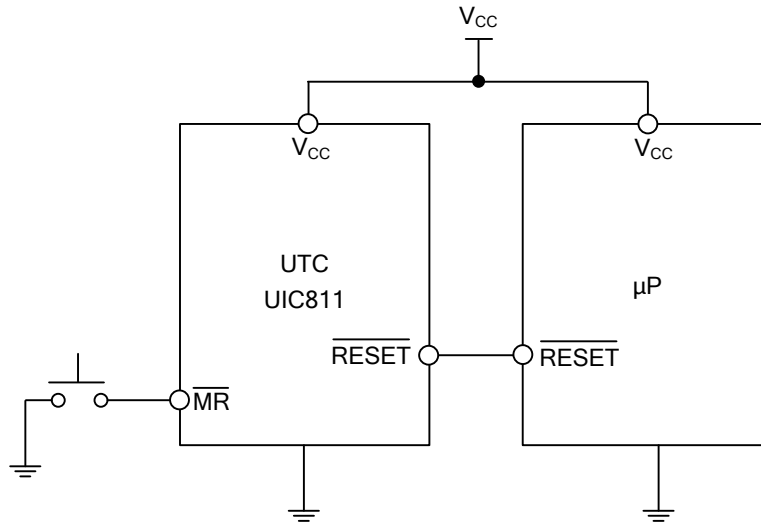 VCC
VCC
VCC
UTC
UIC811
µP
RESET
RESET
MR